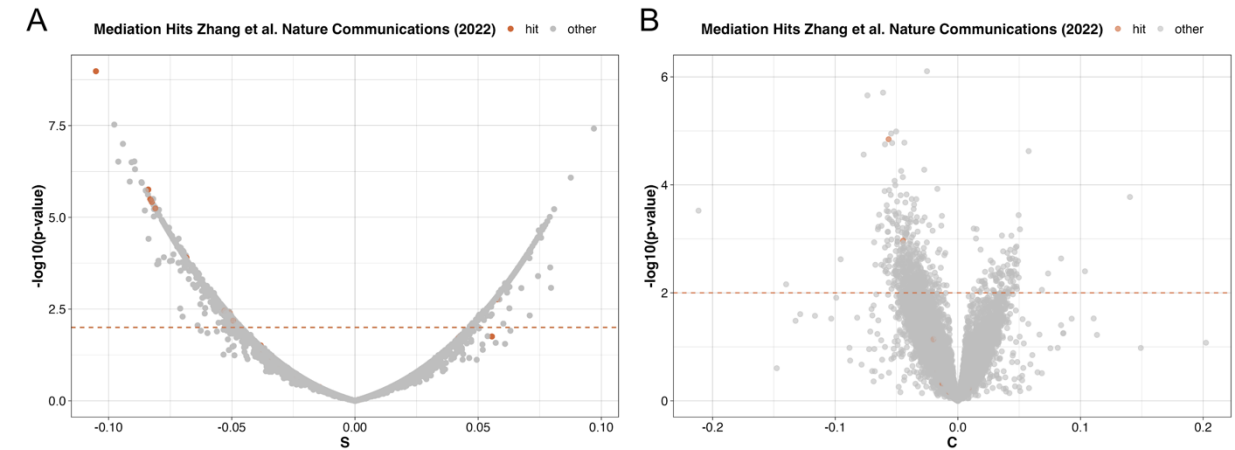 A
Mediation Hits Zhang et al. Nature Communications (2022) hit other
-log10(p-value)
7.5
5.0
2.5
0.0
-0.10 -0.05 0.00 0.05 0.10
S
B
Mediation Hits Zhang et al. Nature Communications (2022) hit other
-log10(p-value)
6
4
2
0
-0.2 -0.1 0.0 0.1 0.2
C